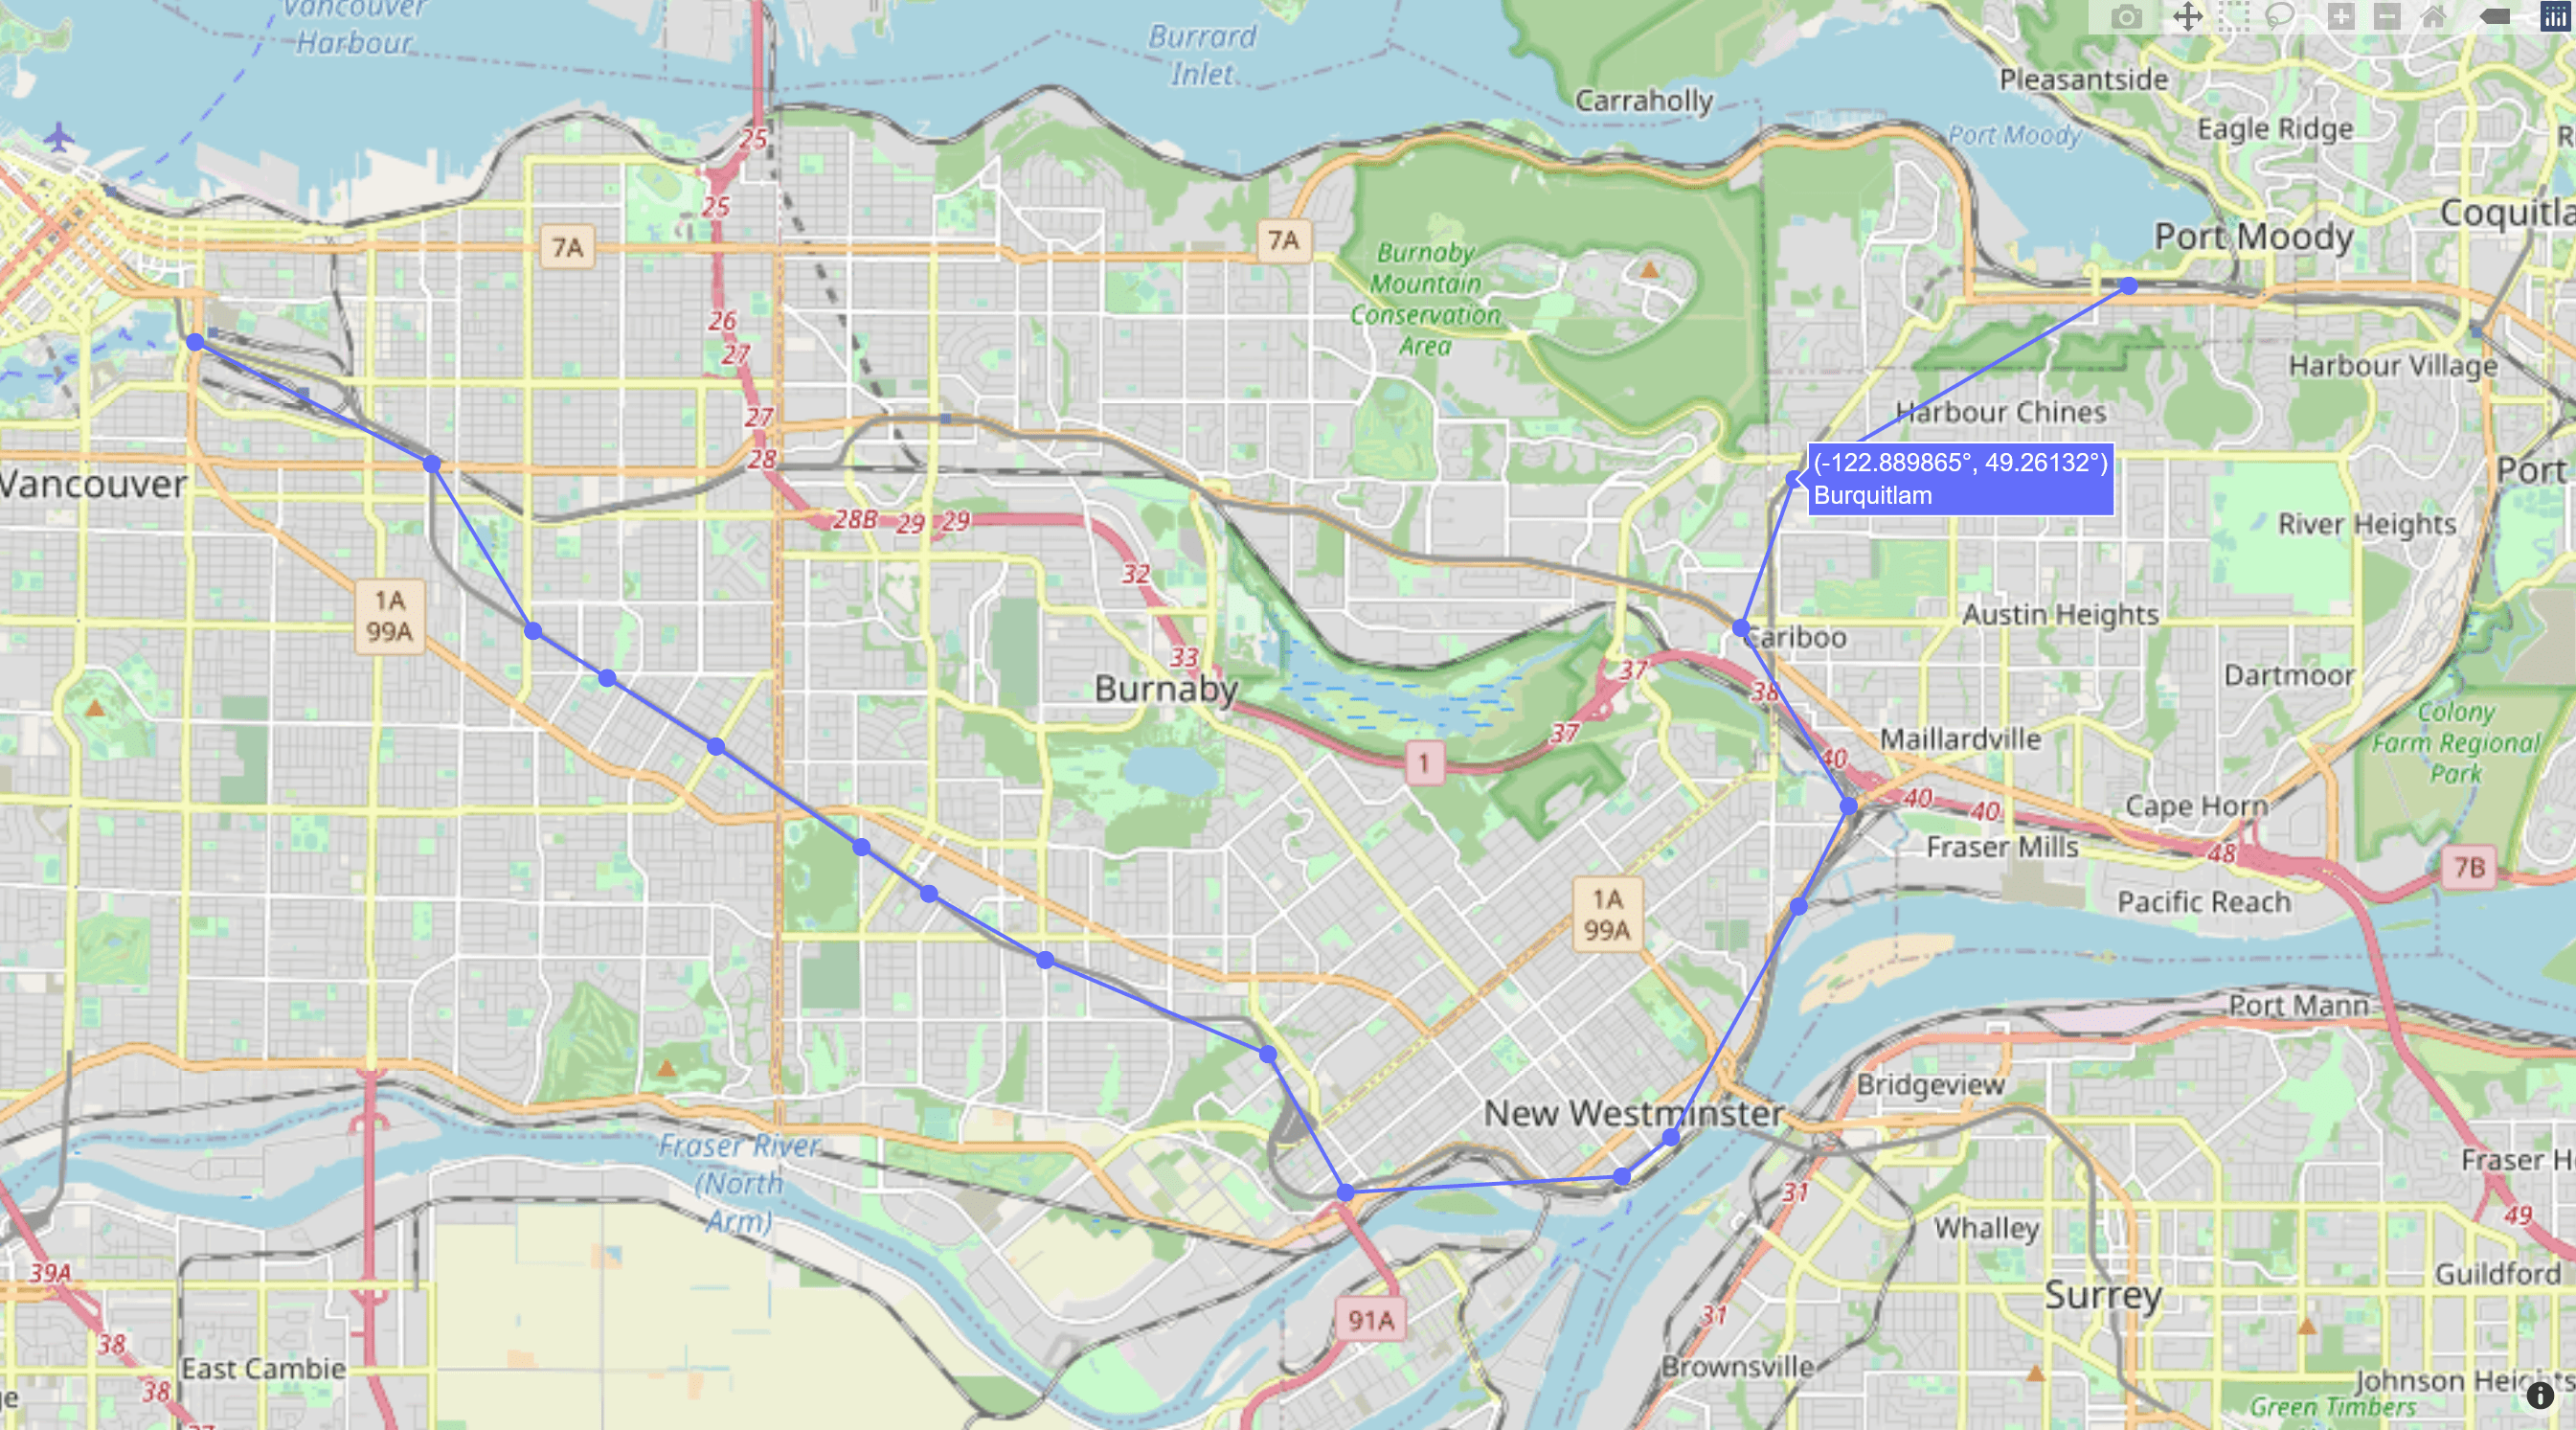 Vancouver
Harbour
Burrard
Inlet
Carraholly
Pleasantside
Eagle Ridge
Port Moody
Port Moody
Coquitla
R
25
25
7A
7A
26
27
27
28
Burnaby
Mountain
Conservation
Area
Harbour Village
Harbour Chines
(-122.889865°, 49.26132°)
Burquitlam
Vancouver
Port
28B
29
29
River Heights
32
1A
99A
33
Cariboo
Austin Heights
Burnaby
37
38
37
Dartmoor
Colony
Farm Regional
Park
Maillardville
1
40
40
40
Cape Horn
Fraser Mills
48
7B
1A
99A
Pacific Reach
Port Mann
New Westminster
Bridgeview
Fraser River
(North
Arm)
Fraser H
31
Whalley
49
39A
Surrey
Guildford
91A
31
38
East Cambie
38
ge
37
Brownsville
Johnson Heights
Green Timbers